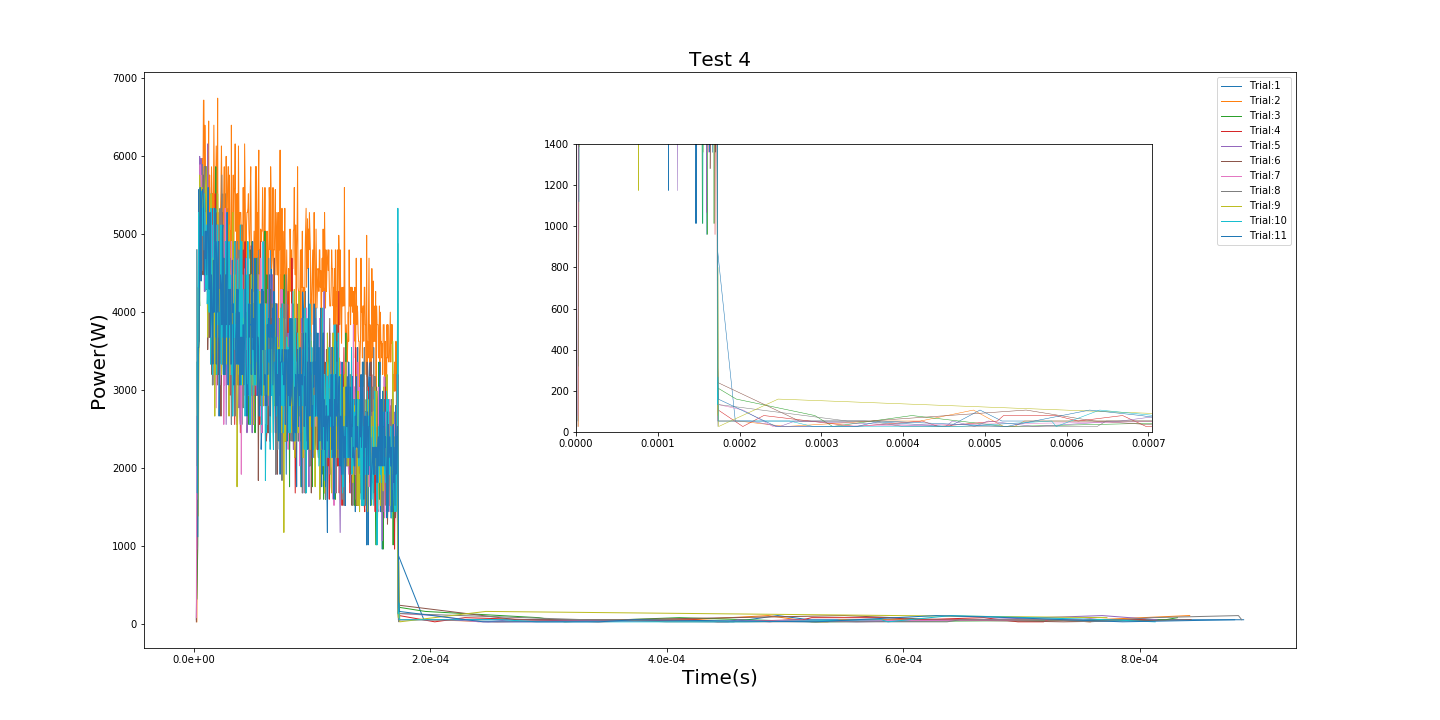 Test 4
7000
6000
5000
4000
3000
2000
1000
0
Power(W)
0.0e+00
2.0e-04
4.0e-04
6.0e-04
8.0e-04
Time(s)
1400
1200
1000
800
600
400
200
0
0.0000
0.0001
0.0002
0.0003
0.0004
0.0005
0.0006
0.0007
Trial:1
Trial:2
Trial:3
Trial:4
Trial:5
Trial:6
Trial:7
Trial:8
Trial:9
Trial:10
Trial:11